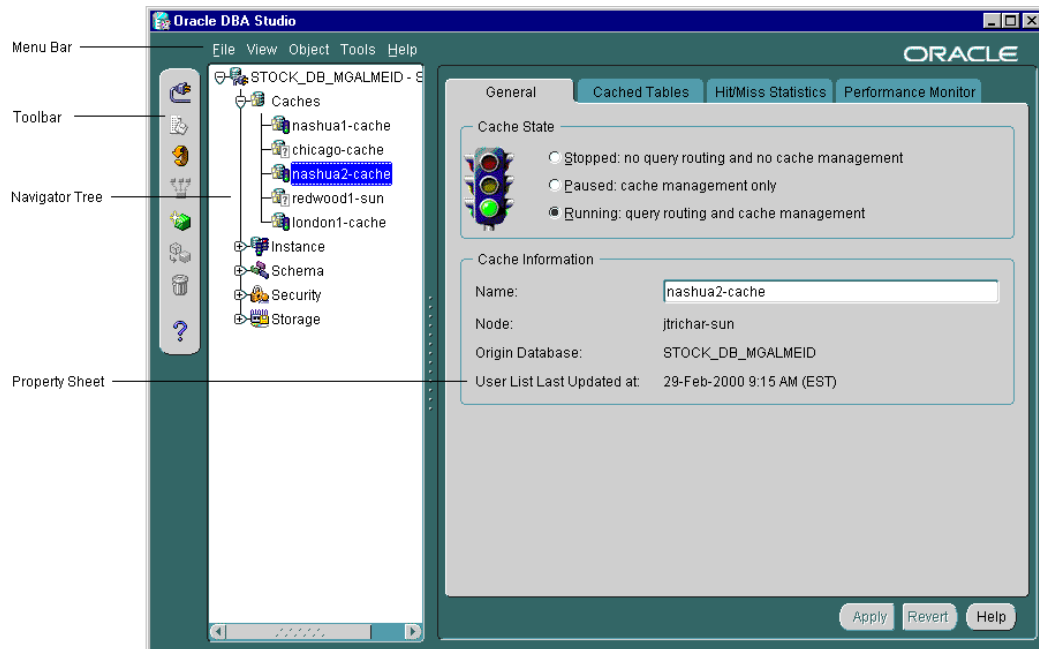 Oracle DBA Studio
Menu Bar
File View Object Tools Help
ORACLE
Toolbar
Navigator Tree
Property Sheet
STOCK_DB_MGALMEID - S
Caches
nashua1-cache
chicago-cache
nashua2-cache
redwood1-sun
london1-cache
Instance
Schema
Security
Storage
General
Cached Tables
Hit/Miss Statistics
Performance Monitor
Cache State
Stopped: no query routing and no cache management
Paused: cache management only
Running: query routing and cache management
Cache Information
Name: nashua2-cache
Node: jtrichar-sun
Origin Database: STOCK_DB_MGALMEID
User List Last Updated at: 29-Feb-2000 9:15 AM (EST)
Apply
Revert
Help